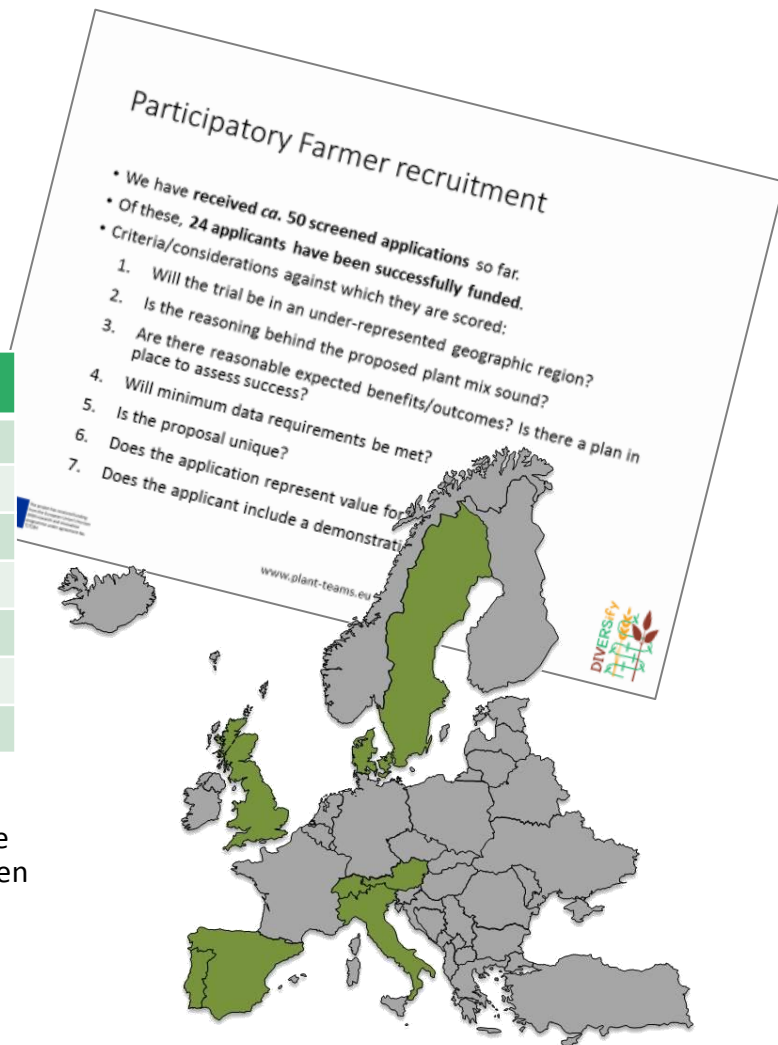 Participatory Farmer recruitment
• We have received ca. 50 screened applications so far.
• Of these, 24 applicants have been successfully funded.
• Criteria/considerations against which they are scored:
1. Will the trial be in an under-represented geographic region?
2. Is the reasoning behind the proposed plant mix sound?
3. Are there reasonable expected benefits/outcomes? Is there a plan in
place to assess success?
4. Will minimum data requirements be met?
5. Is the proposal unique?
6. Does the application represent value for
7. Does the applicant include a demonstrati
www.plant-teams.eu
DIVERSify
e
en